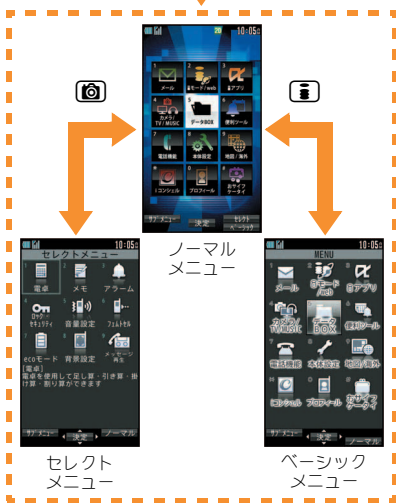 20 10:05
メール
iモード/web
iアプリ
カメラ/
TV/MUSIC
データBOX
便利ツール
電話機能
本体設定
地図/海外
iコンシェル
プロフィール
おサイフ
ケータイ
サブメニュー
決定
セレクト
ベーシック
ノーマル
メニュー
10:05
セレクトメニュー
電卓
メモ
アラーム
ロック・
セキュリティ
音量設定
フェムトセル
ecoモード
背景設定
メッセージ
再生
[電卓]
電卓を使用して足し算・引き算・掛
け算・割り算ができます
サブメニュー
決定
ノーマル
セレクト
メニュー
10:05
MENU
メール
iモード
/web
iアプリ
カメラ/
TV/MUSIC
データ
BOX
便利ツール
電話機能
本体設定
地図/海外
iコンシェル
プロフィール
おサイフ
ケータイ
サブメニュー
決定
ノーマル
ベーシック
メニュー